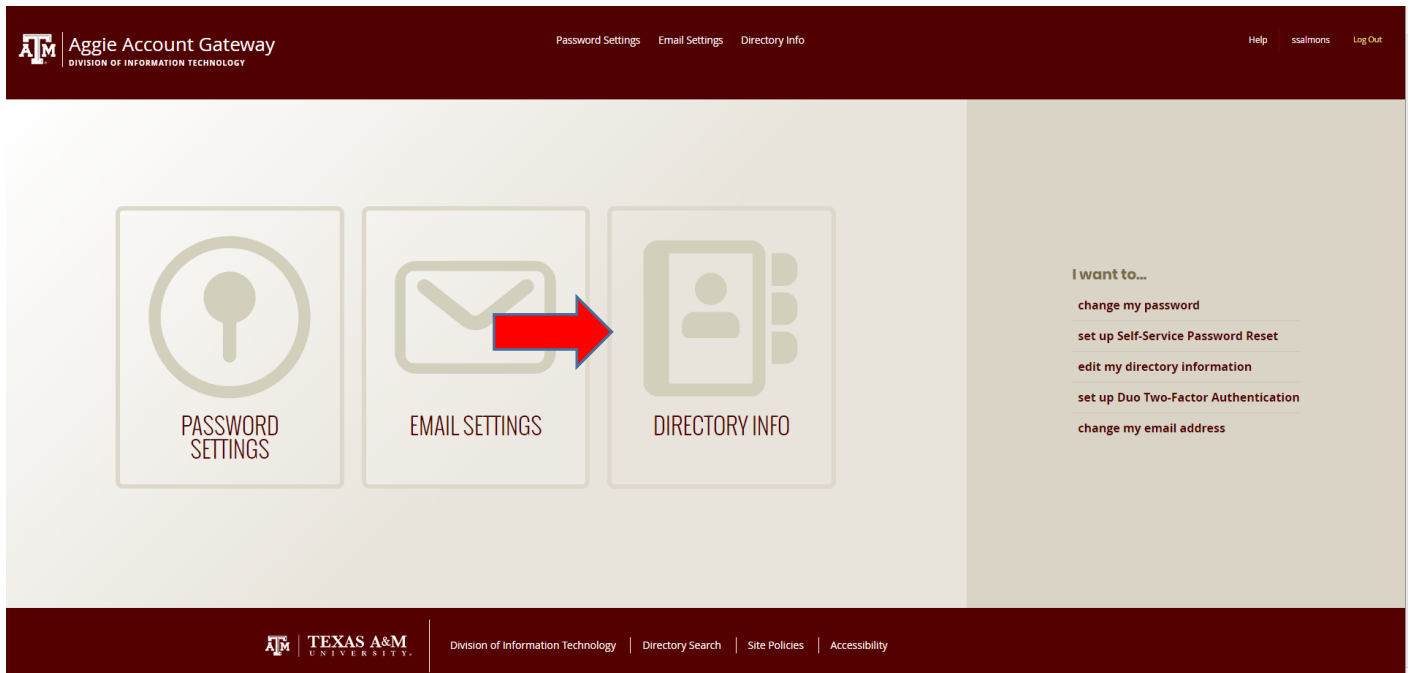 ĀM Aggie Account Gateway
DIVISION OF INFORMATION TECHNOLOGY
Password Settings Email Settings Directory Info
Help ssalmons Log Out
PASSWORD
SETTINGS
EMAIL SETTINGS
DIRECTORY INFO
I want to...
change my password
set up Self-Service Password Reset
edit my directory information
set up Duo Two-Factor Authentication
change my email address
ATM TEXAS A&M
UNIVERSITY.
Division of Information Technology Directory Search Site Policies Accessibility